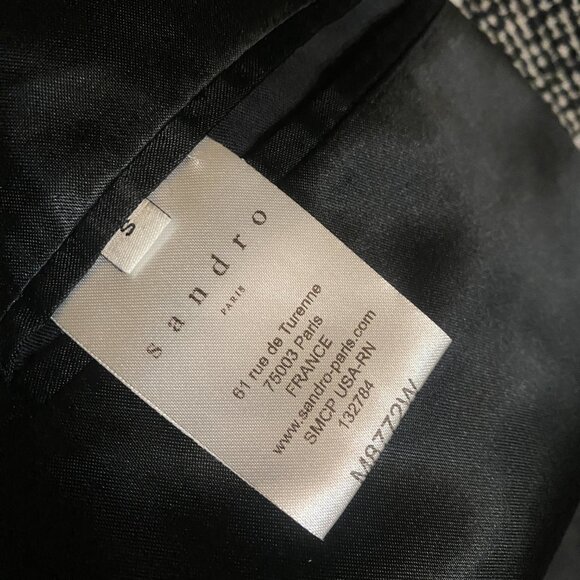 S
sandro
PARIS
61 rue de Turenne
75003 Paris
FRANCE
www.sandro-paris.com
SMCP USA-RN
132784
M8772W